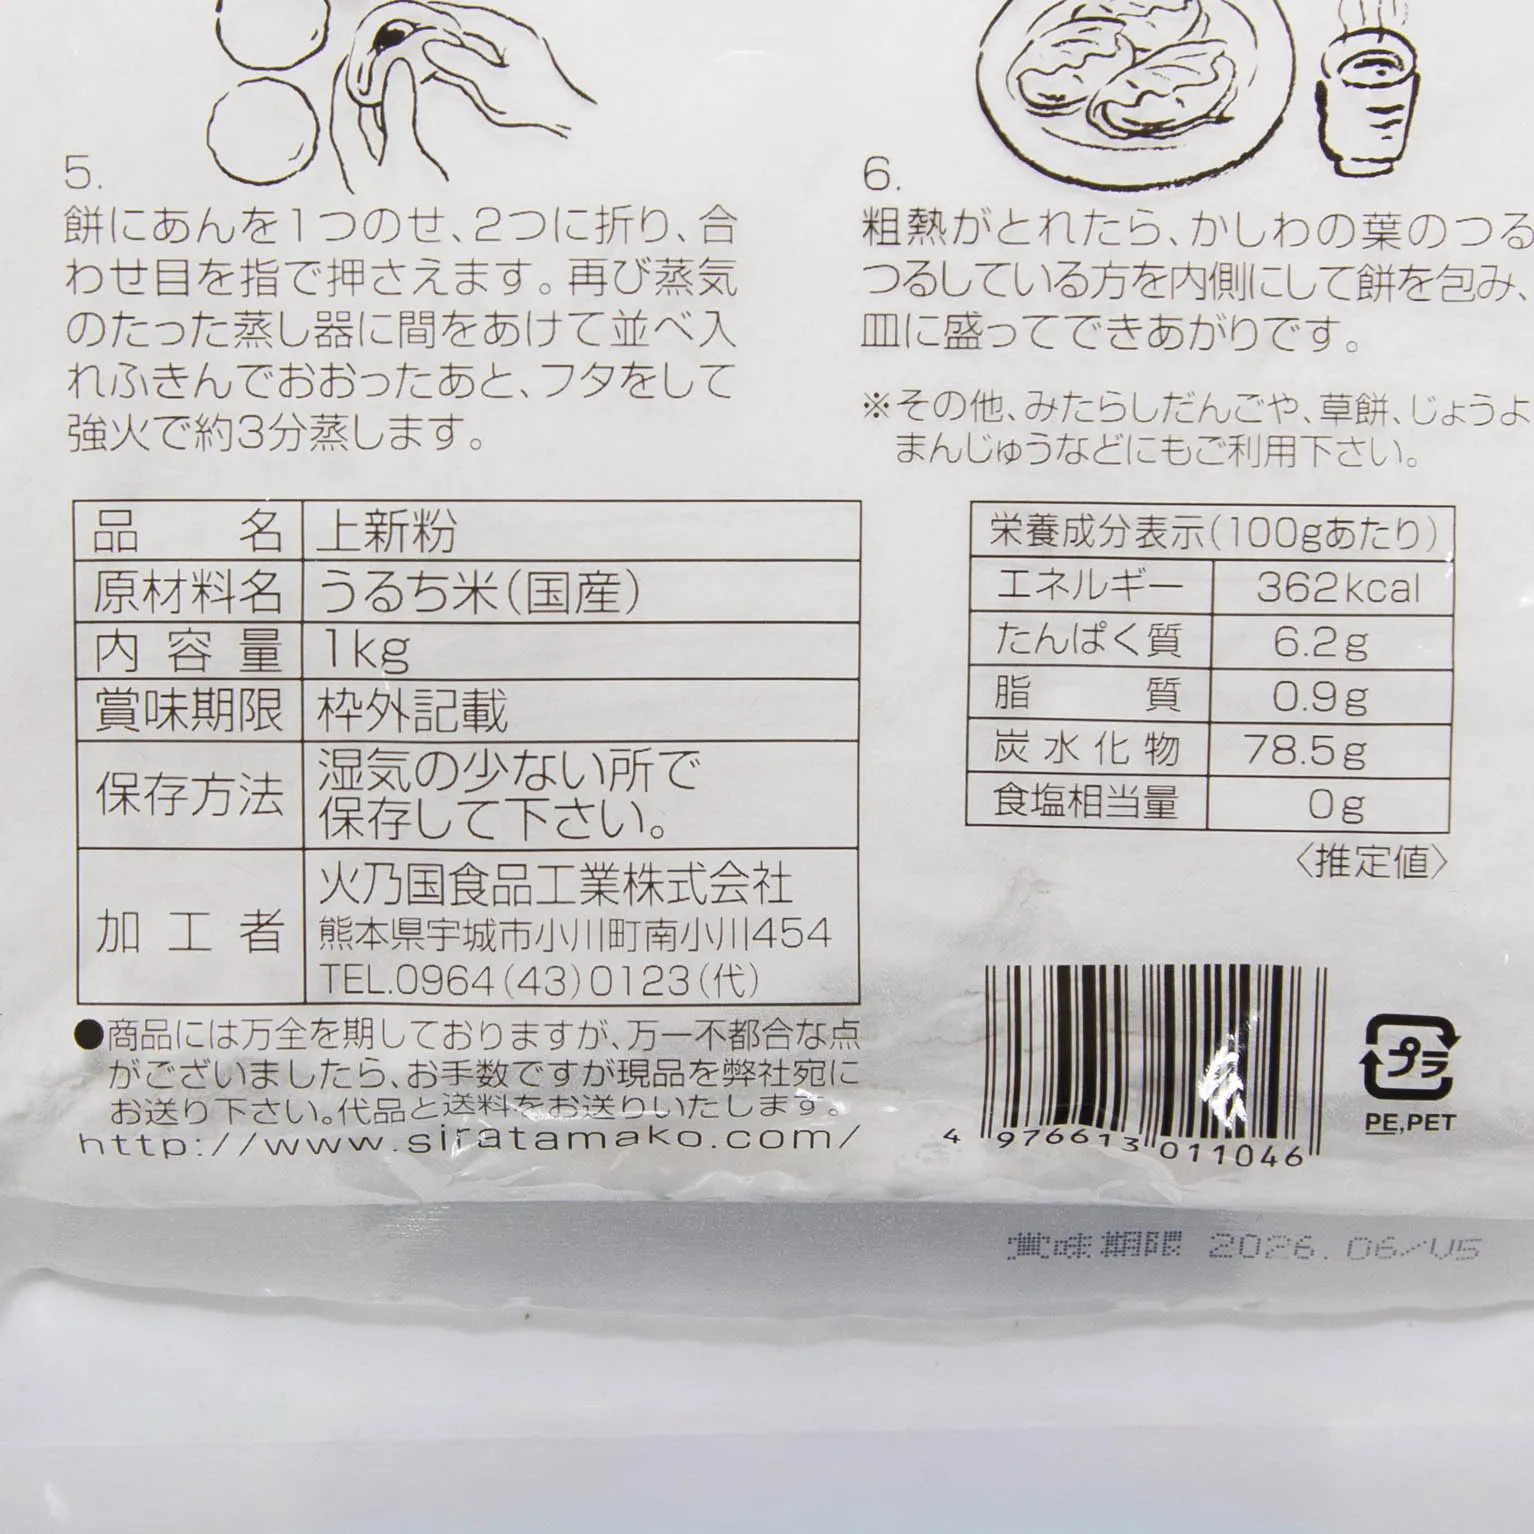 5.
餅にあんを1つのせ、2つに折り、合
わせ目を指で押さえます。再び蒸気
のたった蒸し器に間をあけて並べ入
れふきんでおおったあと、フタをして
強火で約3分蒸します。
6.
粗熱がとれたら、かしわの葉のつる
つるしている方を内側にして餅を包み、
皿に盛ってできあがりです。
※その他、みたらしだんごや、草餅、じょうよ
まんじゅうなどにもご利用下さい。
品名 上新粉
原材料名 うるち米(国産)
内容量 1kg
賞味期限 枠外記載
保存方法 湿気の少ない所で
保存して下さい。
加工者 火乃国食品工業株式会社
熊本県宇城市小川町南小川454
TEL.0964(43)0123(代)
●商品には万全を期しておりますが、万一不都合な点
がございましたら、お手数ですが現品を弊社宛に
お送り下さい。代品と送料をお送りいたします。
http://www.siratamako.com/
栄養成分表示(100gあたり)
エネルギー 362kcal
たんぱく質 6.2g
脂質 0.9g
炭水化物 78.5g
食塩相当量 0g
〈推定値〉
4 976613 011046
プラ
PE,PET
賞味期限 2026.06/U5